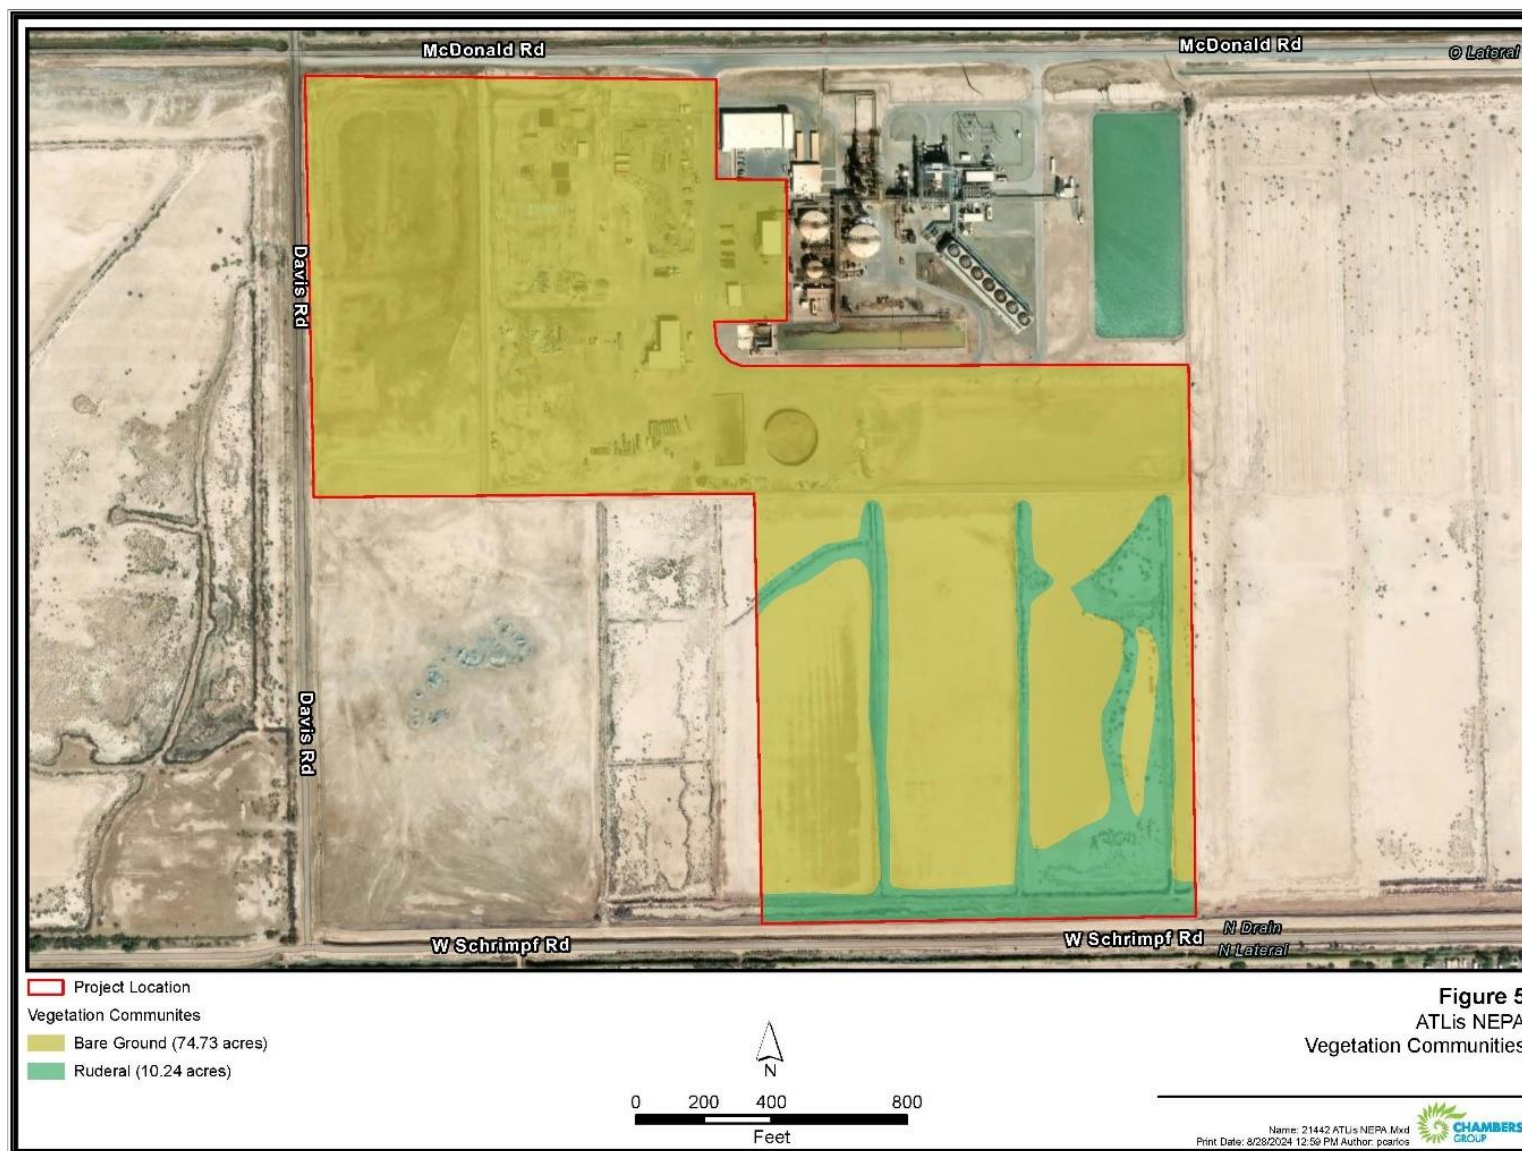 McDonald Rd
McDonald Rd
O Lateral
Davis Rd
Davis Rd
W Schrimpf Rd
W Schrimpf Rd
N Drain
N Lateral
Project Location
Vegetation Communites
Bare Ground (74.73 acres)
Ruderal (10.24 acres)
N
0 200 400 800
Feet
Figure 5
ATLis NEPA
Vegetation Communities
Name: 21442 ATLis NEPA.Mxd
Print Date: 8/28/2024 12:59 PM Author: pcarlos
CHAMBERS
GROUP